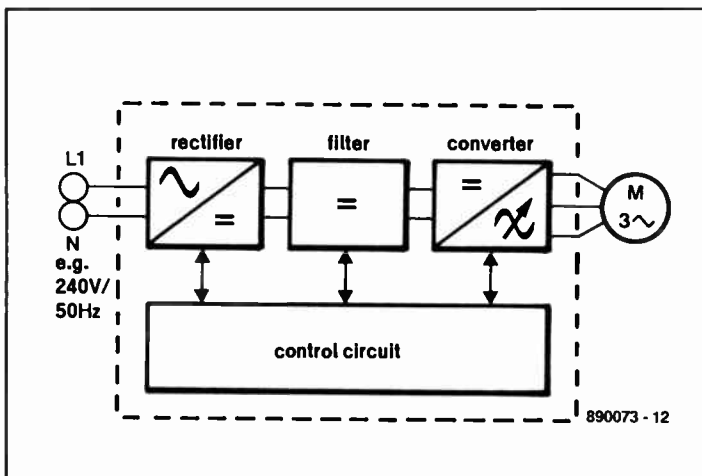 rectifier
filter
converter
L1
N
e.g.
240V/
50Hz
=
=
=
M
3~
control circuit
890073 - 12